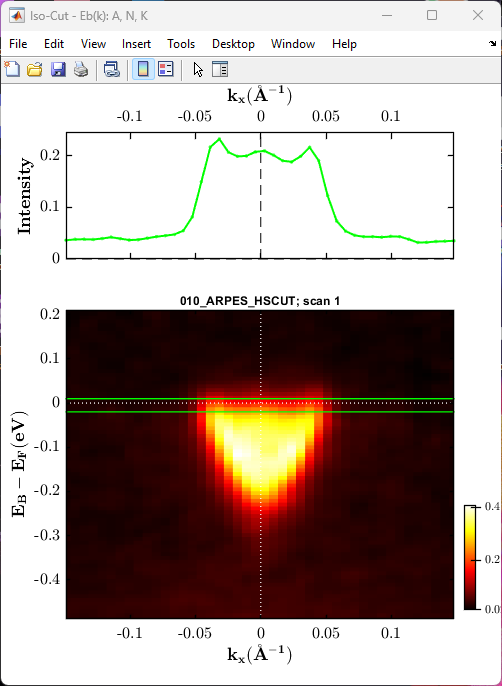 Iso-Cut - Eb(k): A, N, K
File Edit View Insert Tools Desktop Window Help
kₓ(Å⁻¹)
-0.1 -0.05 0 0.05 0.1
0.2
0.1
0
Intensity
010_ARPES_HSCUT; scan 1
0.2
0.1
0
-0.1
-0.2
-0.3
-0.4
E_B − E_F(eV)
0.4
0.2
0.0
-0.1 -0.05 0 0.05 0.1
kₓ(Å⁻¹)